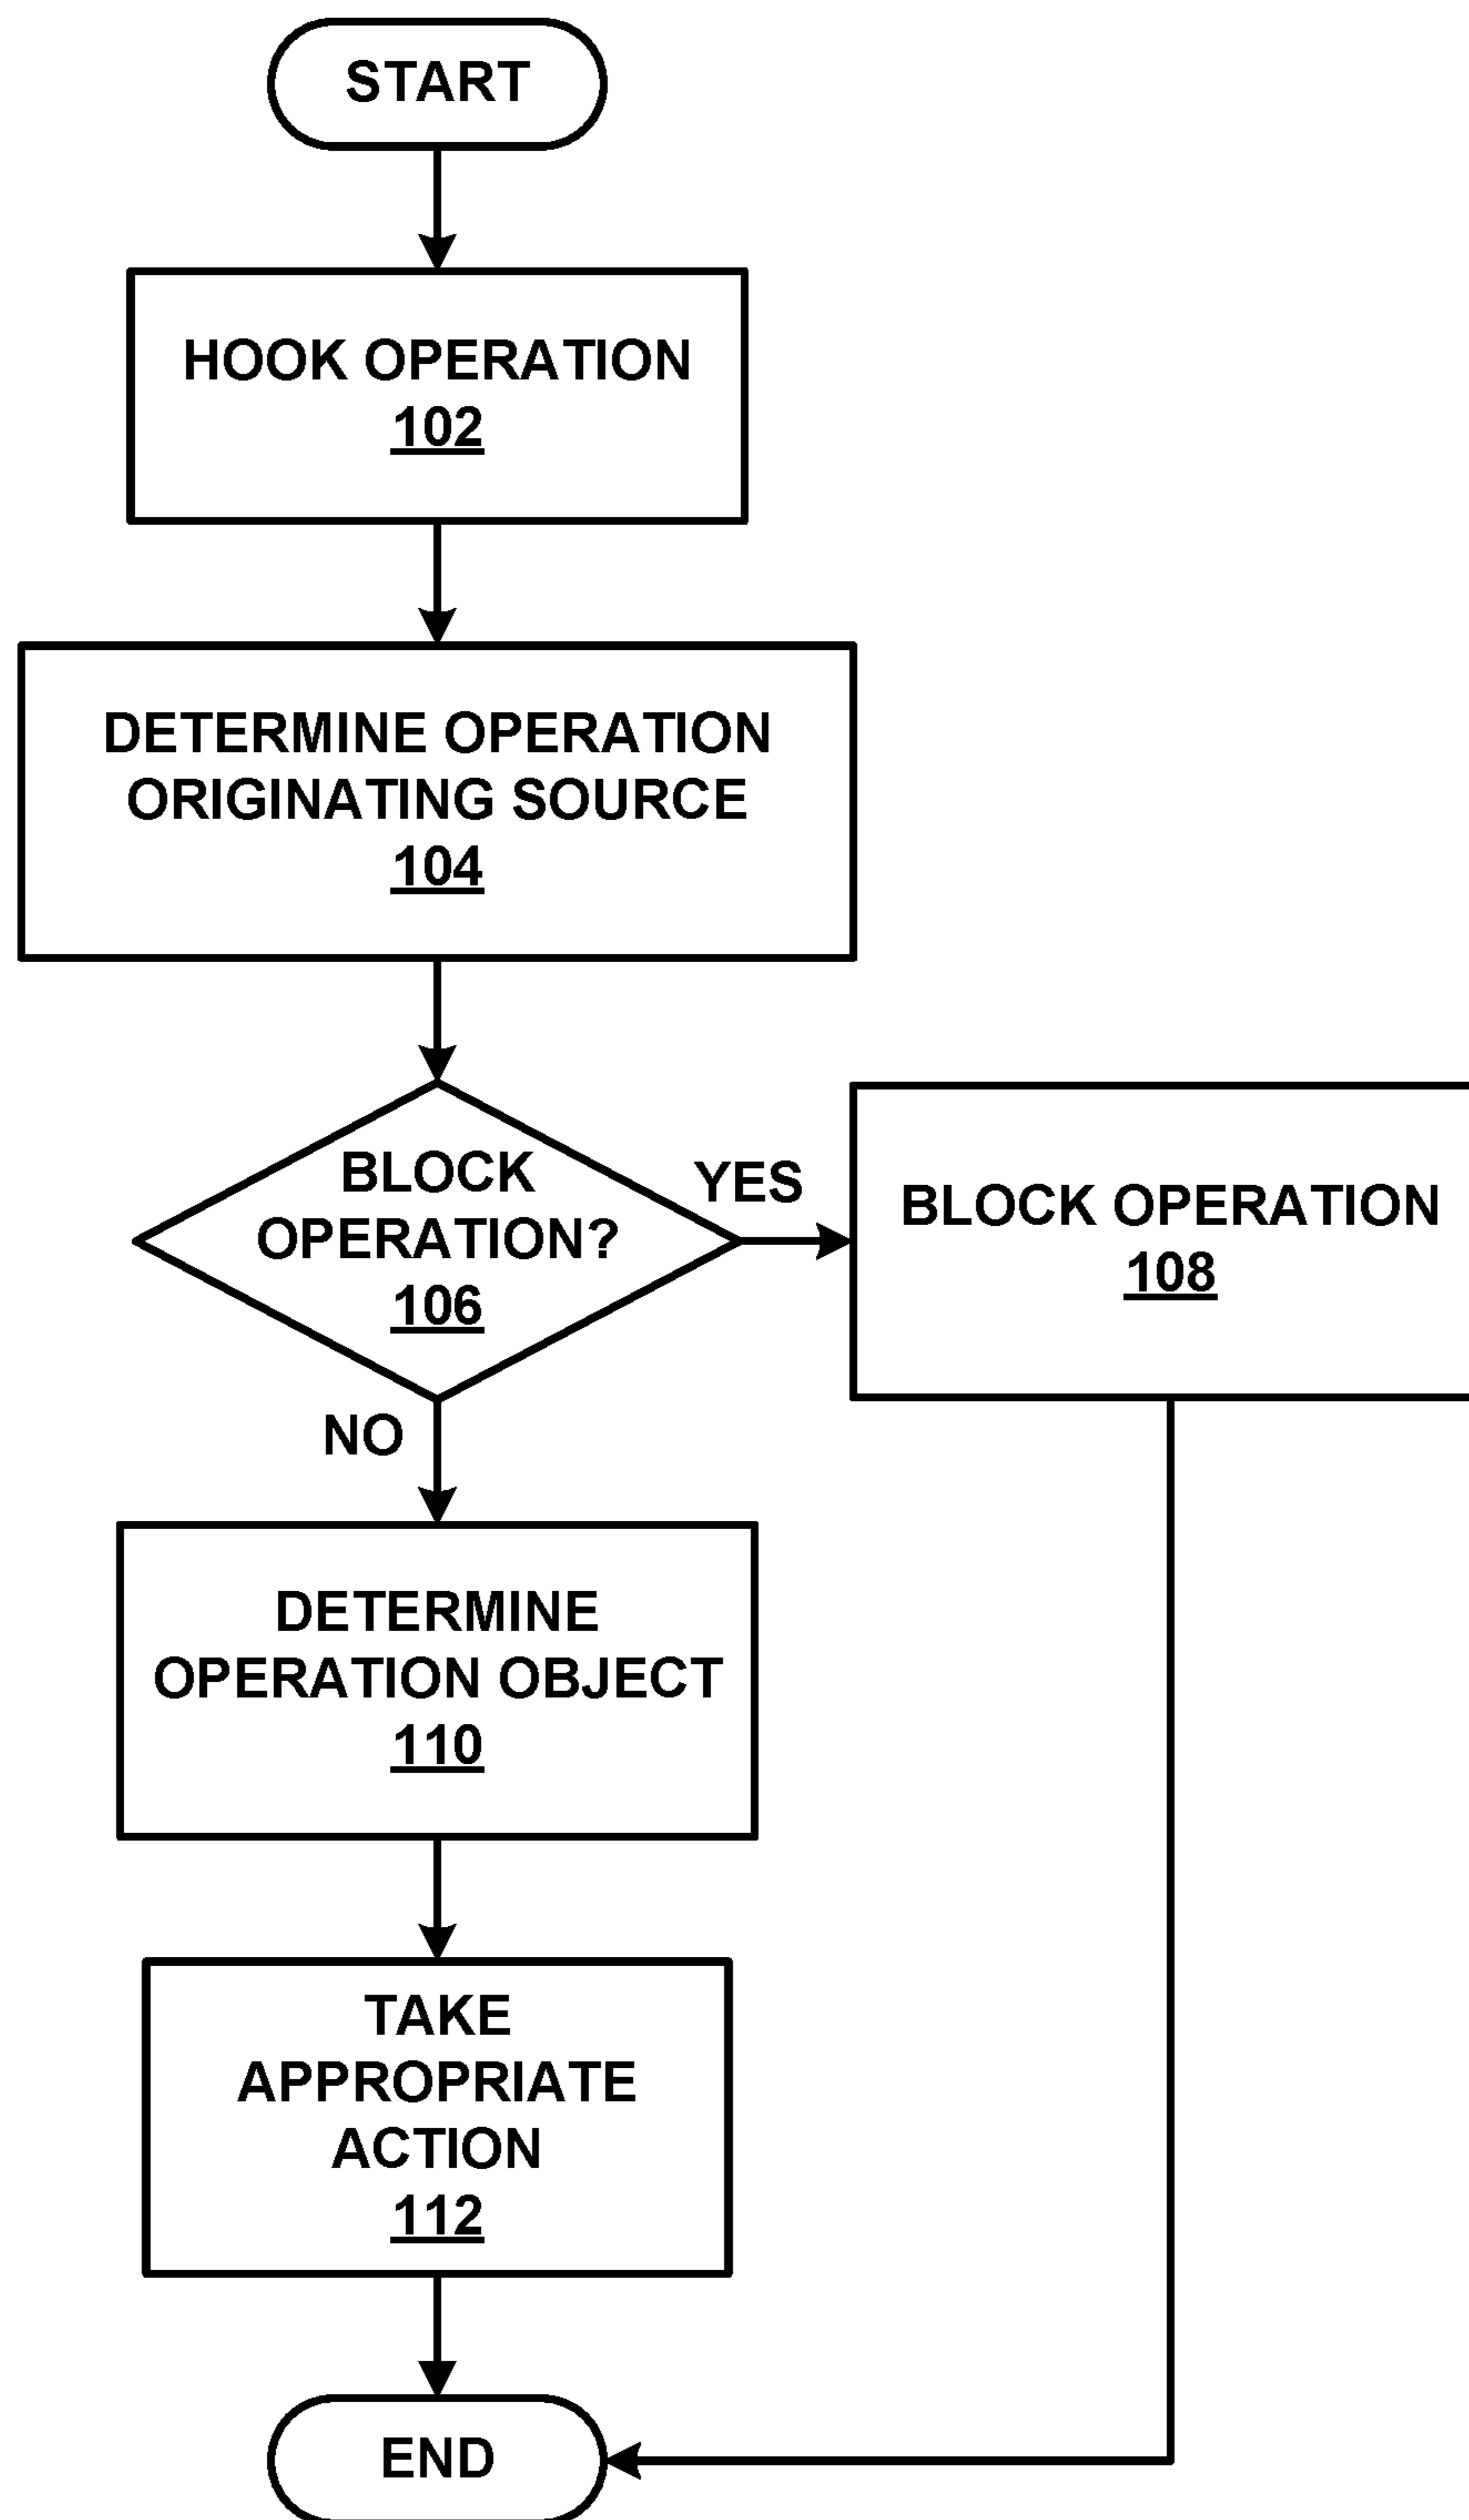 START
HOOK OPERATION
102
DETERMINE OPERATION
ORIGINATING SOURCE
104
BLOCK
OPERATION?
106
YES
BLOCK OPERATION
108
NO
DETERMINE
OPERATION OBJECT
110
TAKE
APPROPRIATE
ACTION
112
END